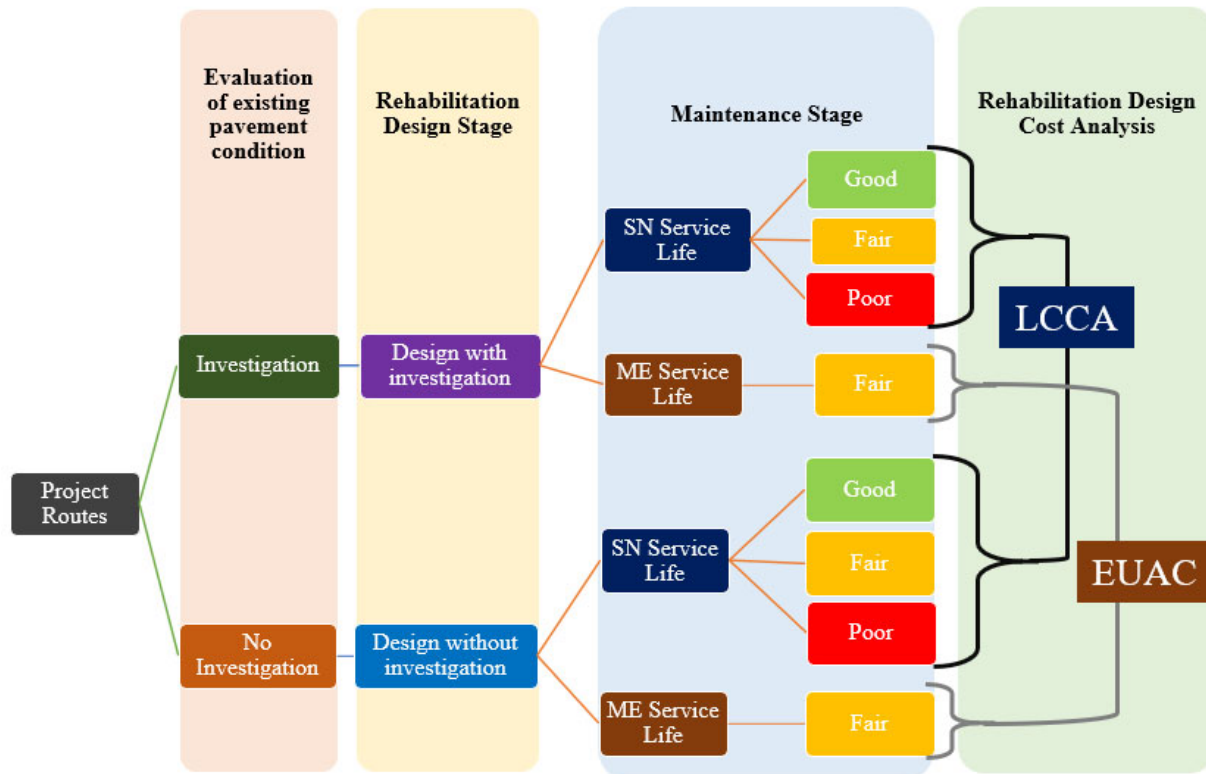 Evaluation
of existing
pavement
condition
Rehabilitation
Design Stage
Maintenance Stage
Rehabilitation Design
Cost Analysis
Good
SN Service
Life
Fair
Poor
LCCA
Investigation
Design with
investigation
ME Service
Life
Fair
Project
Routes
Good
SN Service
Life
Fair
EUAC
Poor
No
Investigation
Design without
investigation
ME Service
Life
Fair